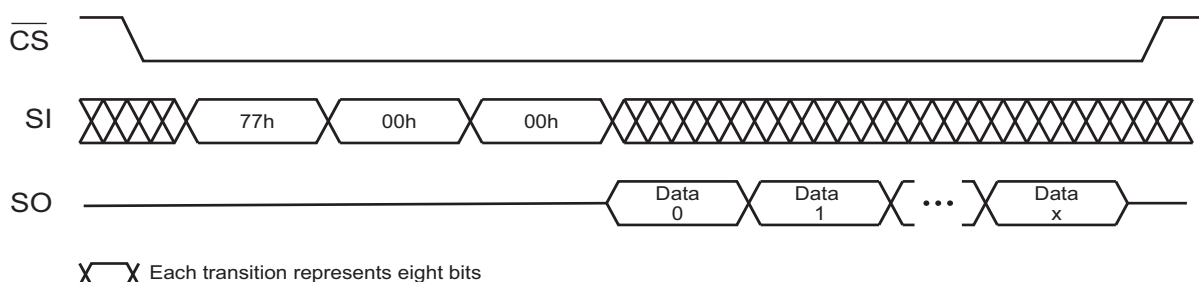 CS
SI
77h
00h
00h
SO
Data
0
Data
1
•••
Data
x
Each transition represents eight bits